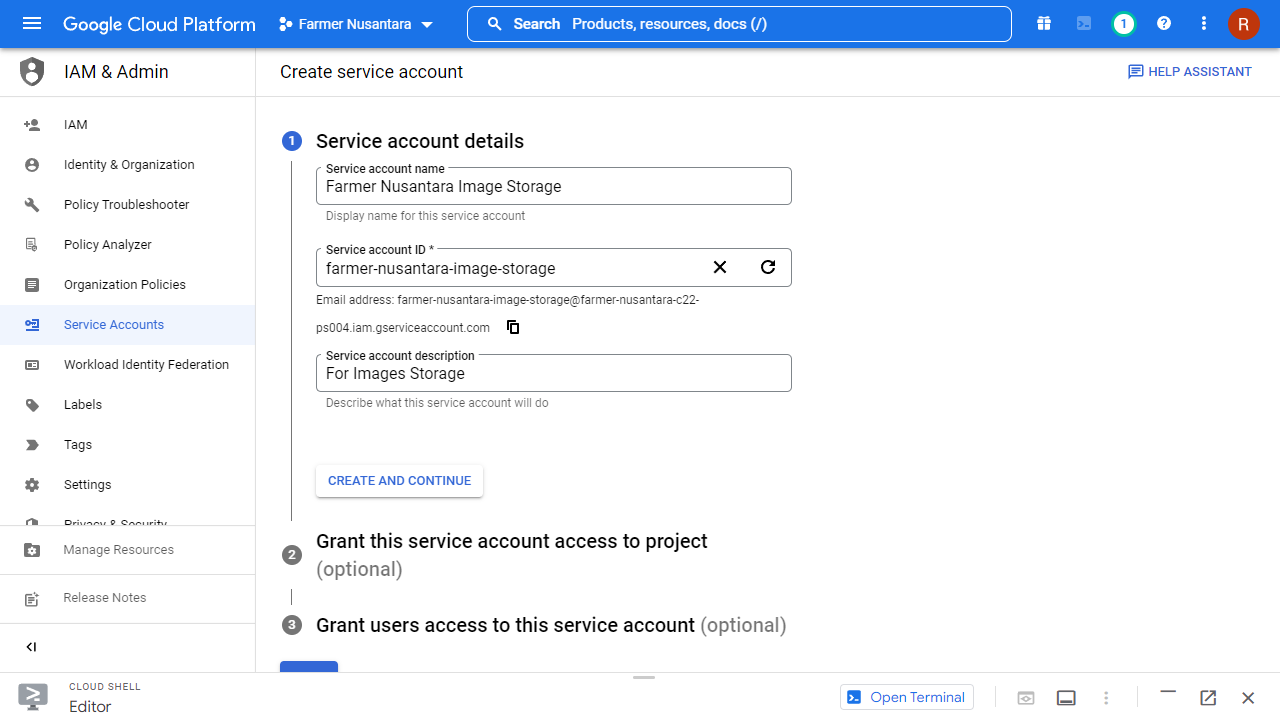 Google Cloud Platform
Farmer Nusantara
Search Products, resources, docs (/)
1
R
IAM & Admin
Create service account
HELP ASSISTANT
IAM
Identity & Organization
Policy Troubleshooter
Policy Analyzer
Organization Policies
Service Accounts
Workload Identity Federation
Labels
Tags
Settings
Privacy & Security
Manage Resources
Release Notes
1 Service account details
Service account name
Farmer Nusantara Image Storage
Display name for this service account
Service account ID *
farmer-nusantara-image-storage
Email address: farmer-nusantara-image-storage@farmer-nusantara-c22-
ps004.iam.gserviceaccount.com
Service account description
For Images Storage
Describe what this service account will do
CREATE AND CONTINUE
2 Grant this service account access to project
(optional)
3 Grant users access to this service account (optional)
CLOUD SHELL
Editor
Open Terminal